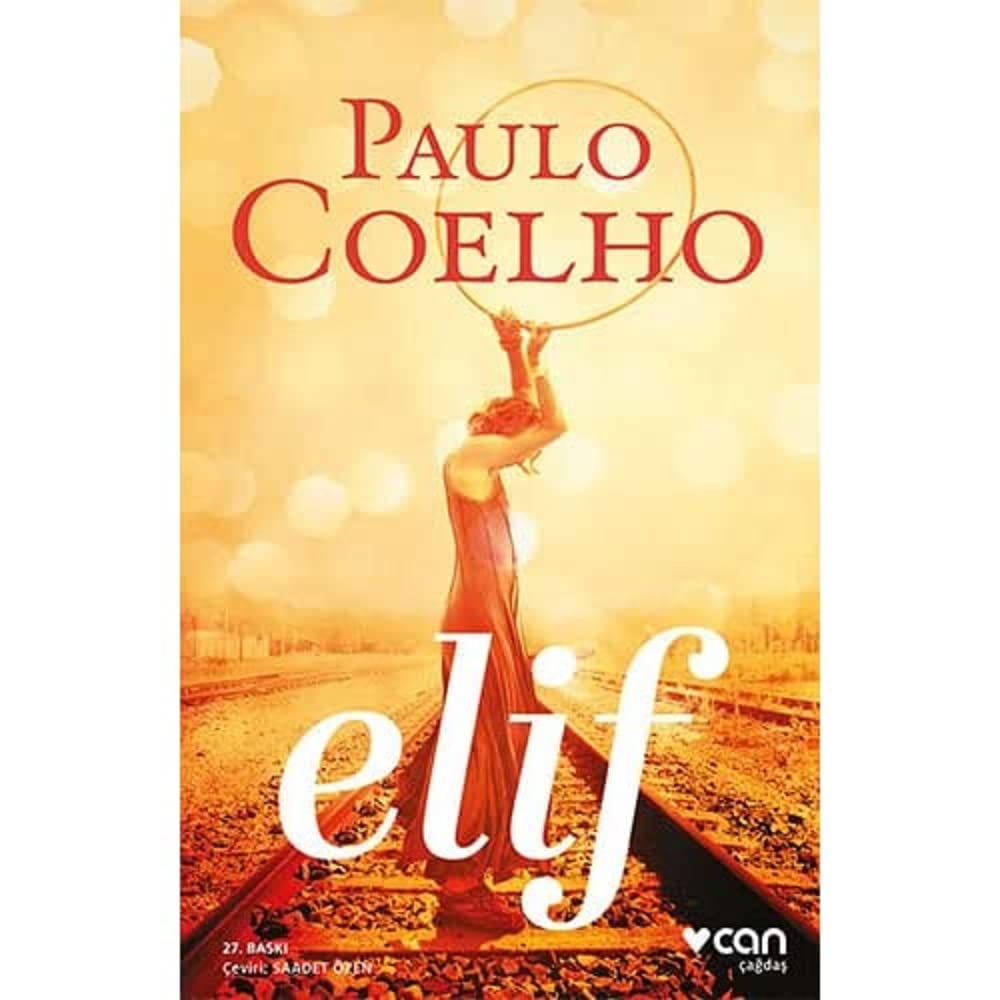 PAULO
COELHO
elif
27. BASKI
Çeviri: SAADET ÖZEN
can
çağdaş